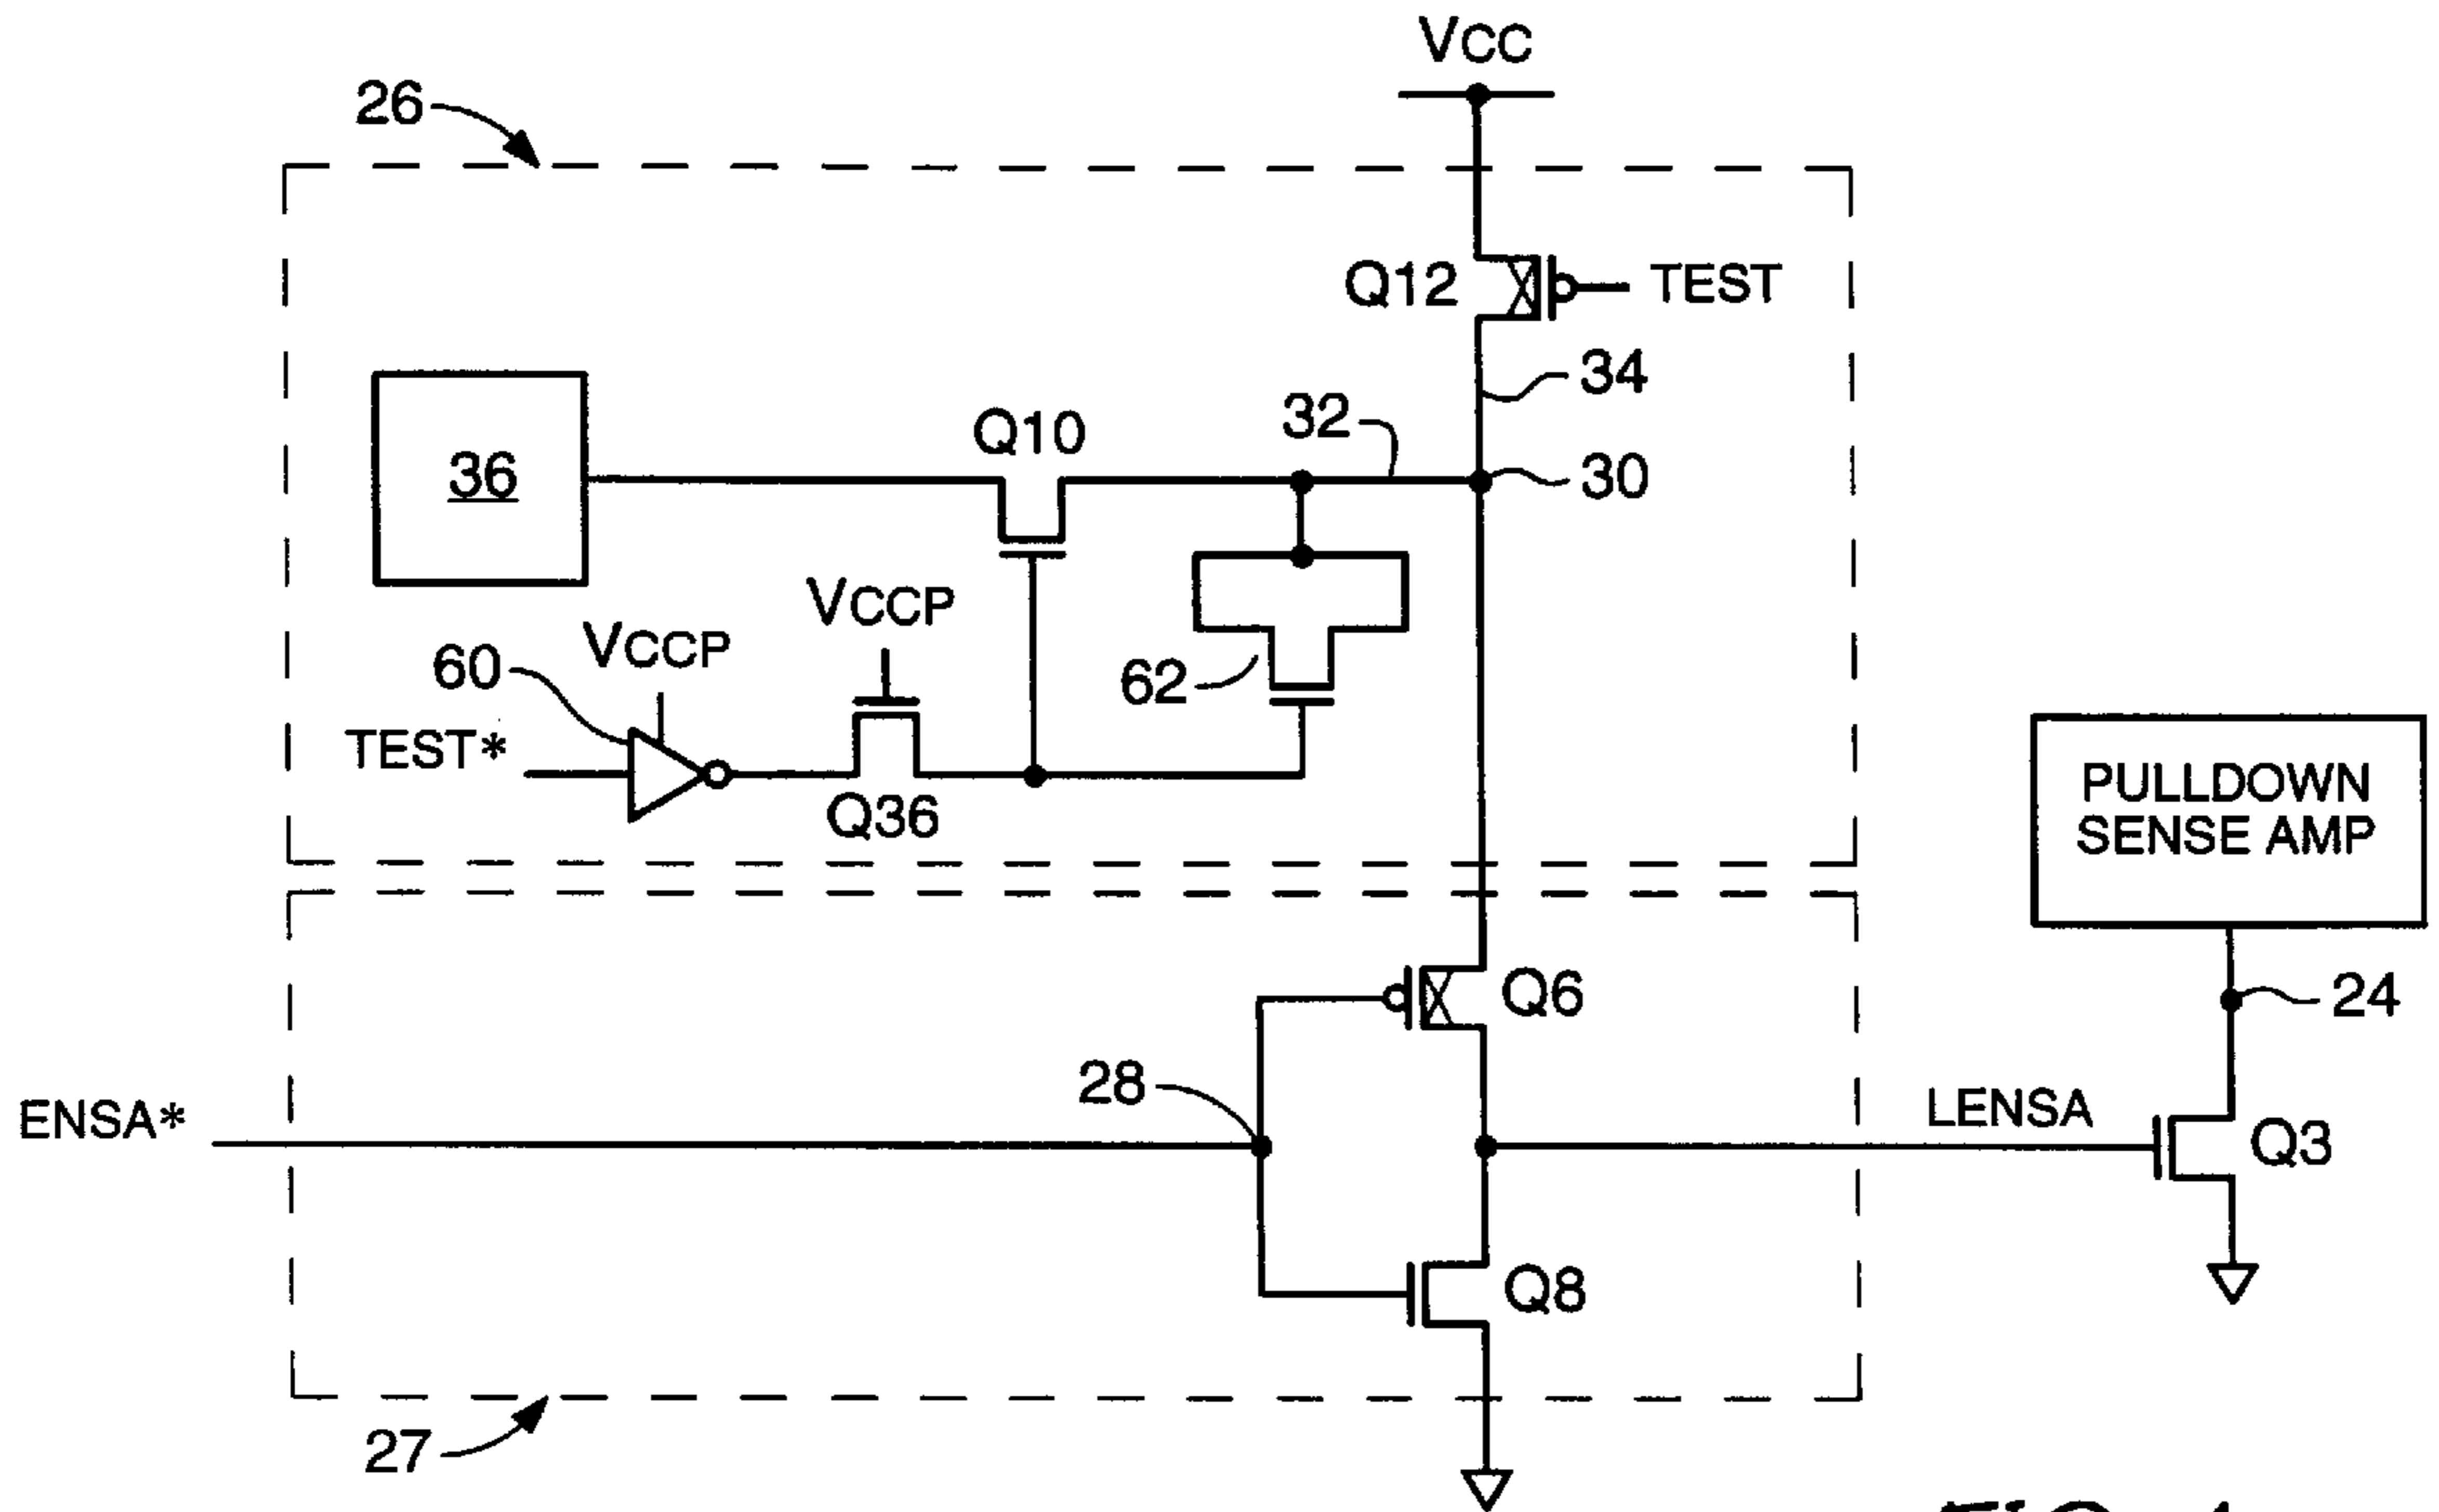 VCC
26
Q12
TEST
34
32
Q10
30
36
VCCP
VCCP
60
62
TEST*
Q36
PULLDOWN
SENSE AMP
Q6
24
28
ENSA*
LENSA
Q3
Q8
27